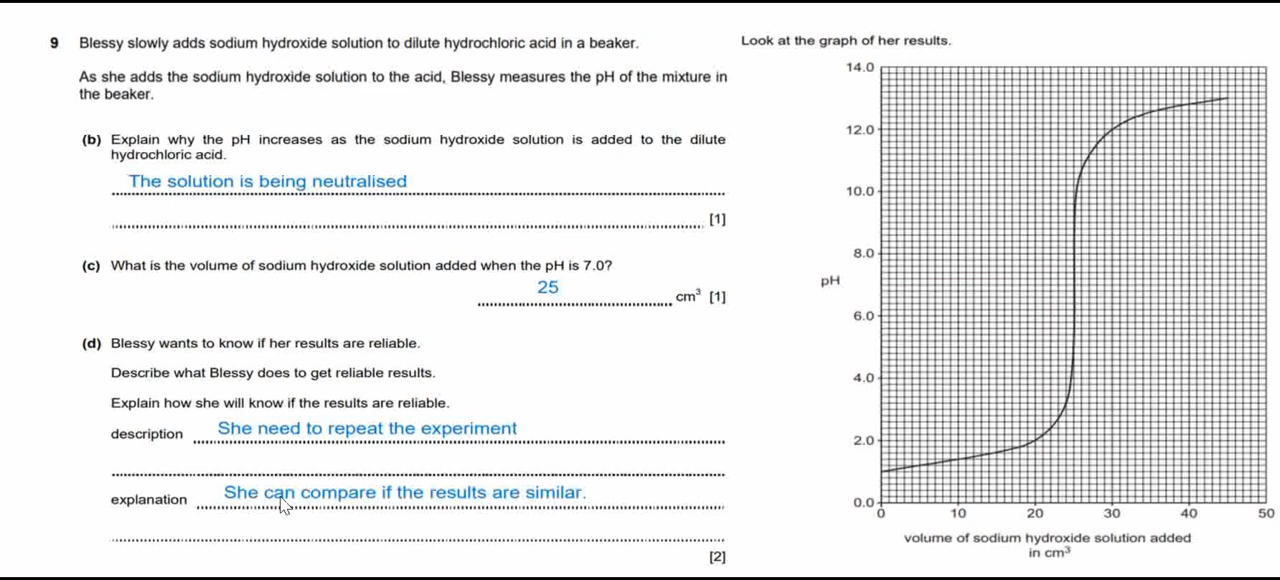 9 Blessy slowly adds sodium hydroxide solution to dilute hydrochloric acid in a beaker.
As she adds the sodium hydroxide solution to the acid, Blessy measures the pH of the mixture in
the beaker.
(b) Explain why the pH increases as the sodium hydroxide solution is added to the dilute
hydrochloric acid.
The solution is being neutralised
[1]
(c) What is the volume of sodium hydroxide solution added when the pH is 7.0?
25 cm³ [1]
(d) Blessy wants to know if her results are reliable.
Describe what Blessy does to get reliable results.
Explain how she will know if the results are reliable.
description She need to repeat the experiment
explanation She can compare if the results are similar.
[2]
Look at the graph of her results.
14.0
12.0
10.0
8.0
pH
6.0
4.0
2.0
0.0
0 10 20 30 40 50
volume of sodium hydroxide solution added
in cm³